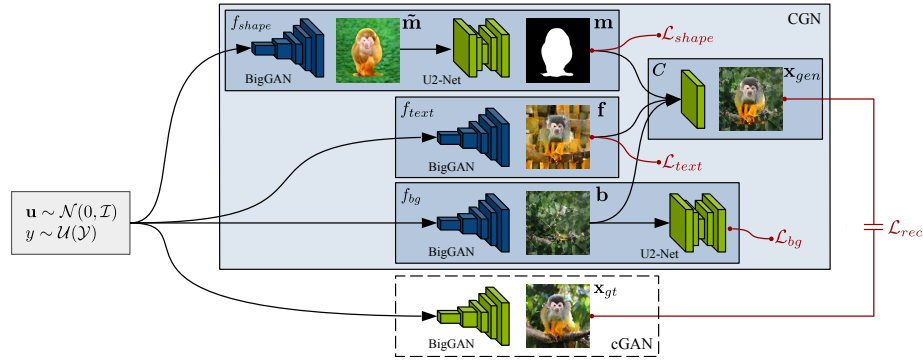 CGN
f_shape
m̃
m
BigGAN
U2-Net
ℒ_shape
C
x_gen
f_text
f
BigGAN
ℒ_text
f_bg
b
BigGAN
U2-Net
ℒ_bg
u ∼ 𝒩(0, ℐ)
y ∼ 𝒰(𝒴)
ℒ_rec
x_gt
BigGAN
cGAN